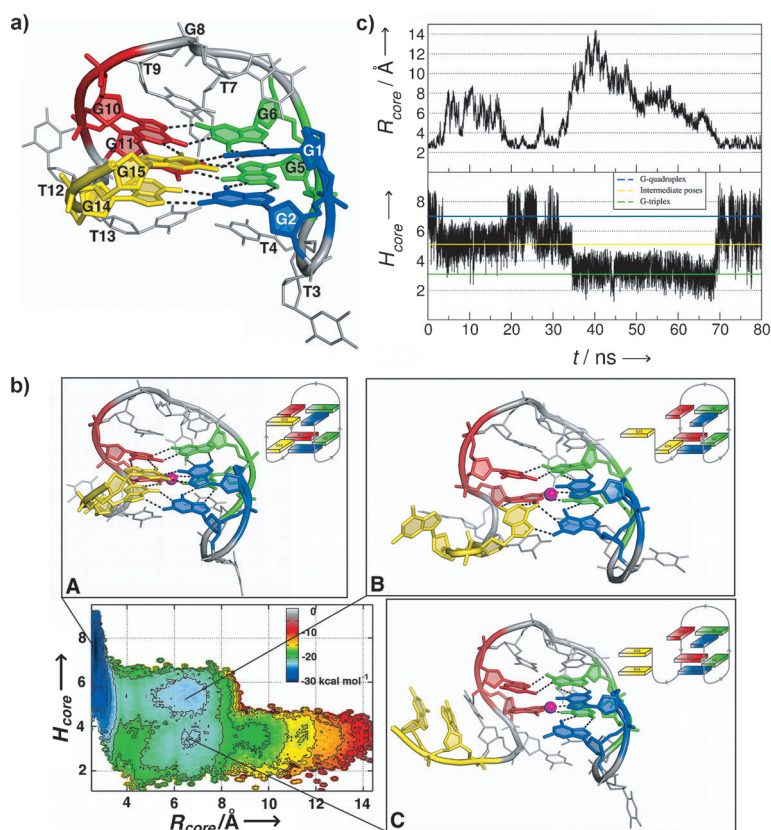 a)
G8
T9
T7
G10
G6
G11
G1
G15
G5
T12
G14
G2
T13
T4
T3
c)
R_core / Å →
14
12
10
8
6
4
2
H_core →
8
6
4
2
G-quadruplex
Intermediate poses
G-triplex
0 10 20 30 40 50 60 70 80
t / ns →
b)
A
B
H_core →
8
6
4
2
0
-10
-20
-30 kcal mol⁻¹
4 6 8 10 12 14
R_core/Å →
C